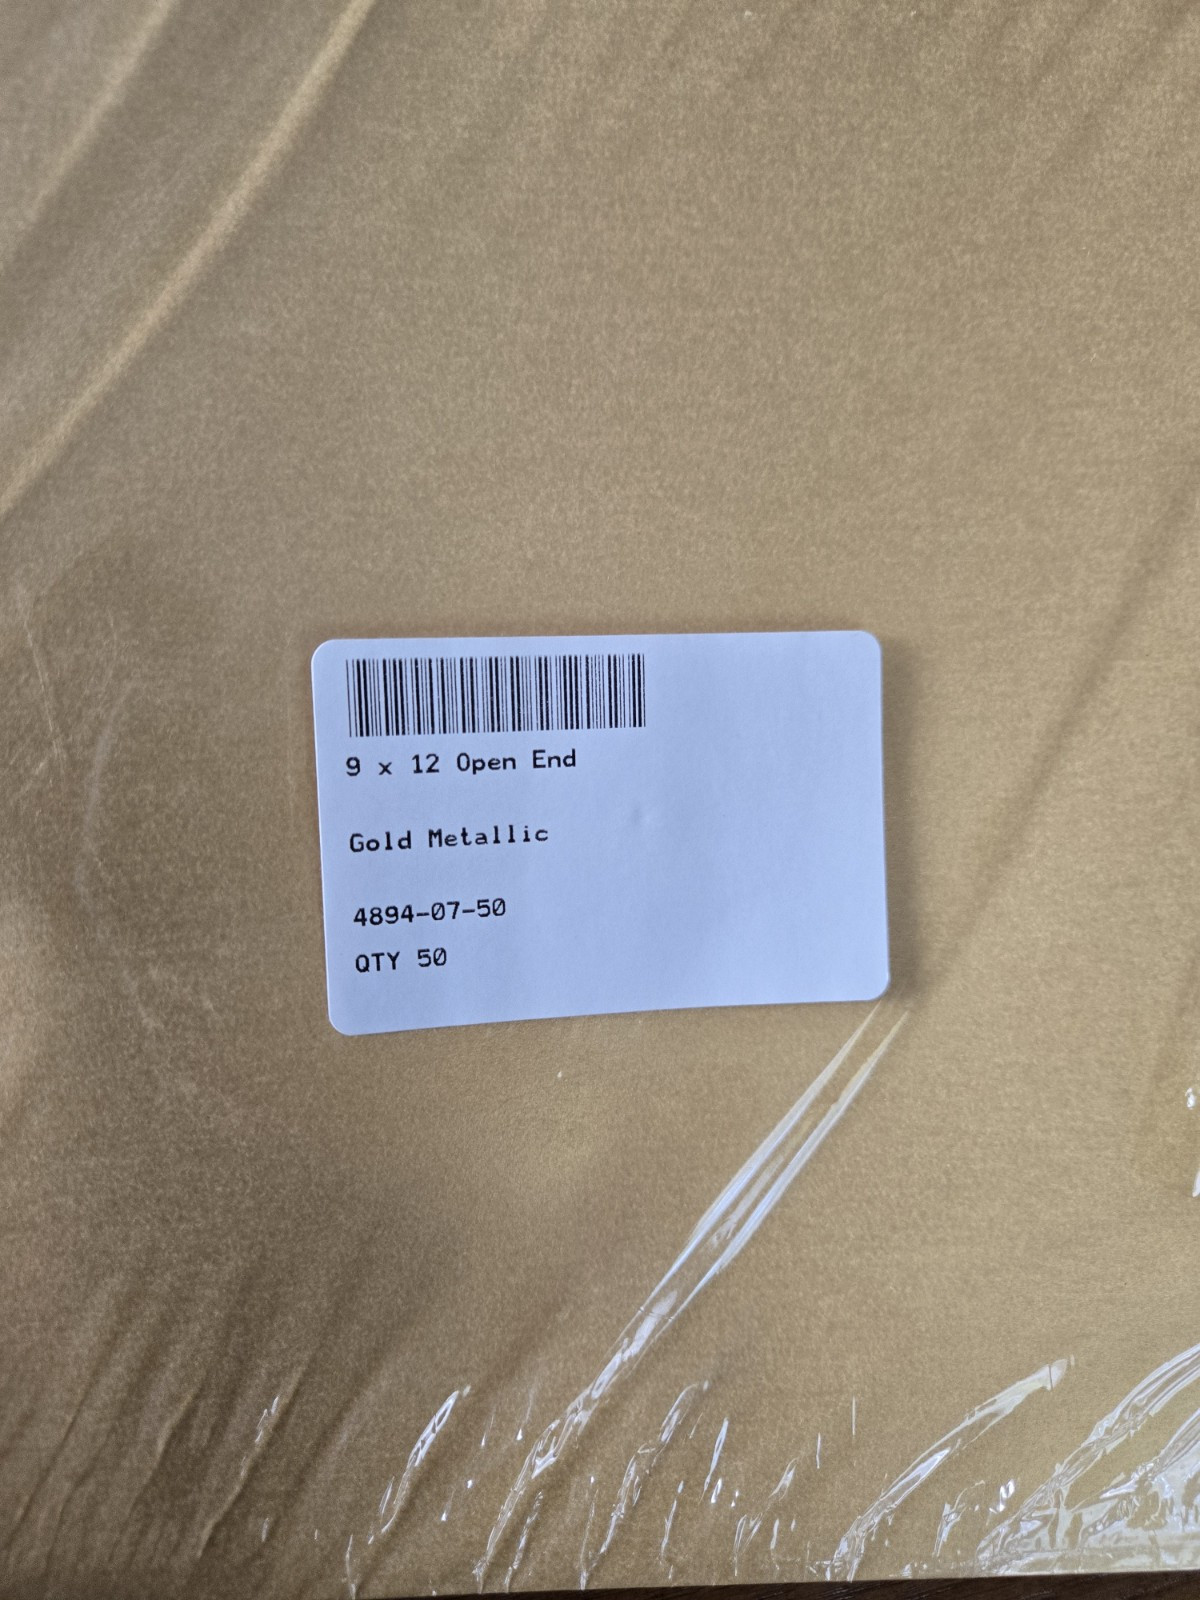 9 x 12 Open End
Gold Metallic
4894-07-50
QTY 50